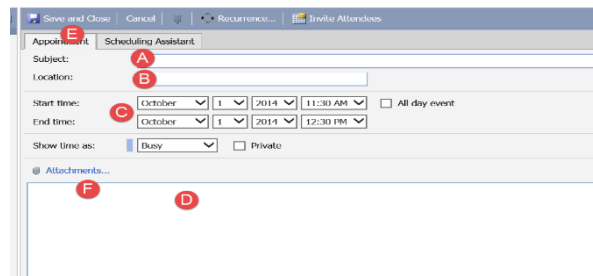 Save and Close Cancel Recurrence... Invite Attendees
E
Appointment Scheduling Assistant
Subject: A
Location: B
Start time: October 1 2014 11:30 AM All day event
C
End time: October 1 2014 12:30 PM
Show time as: Busy Private
Attachments...
F
D